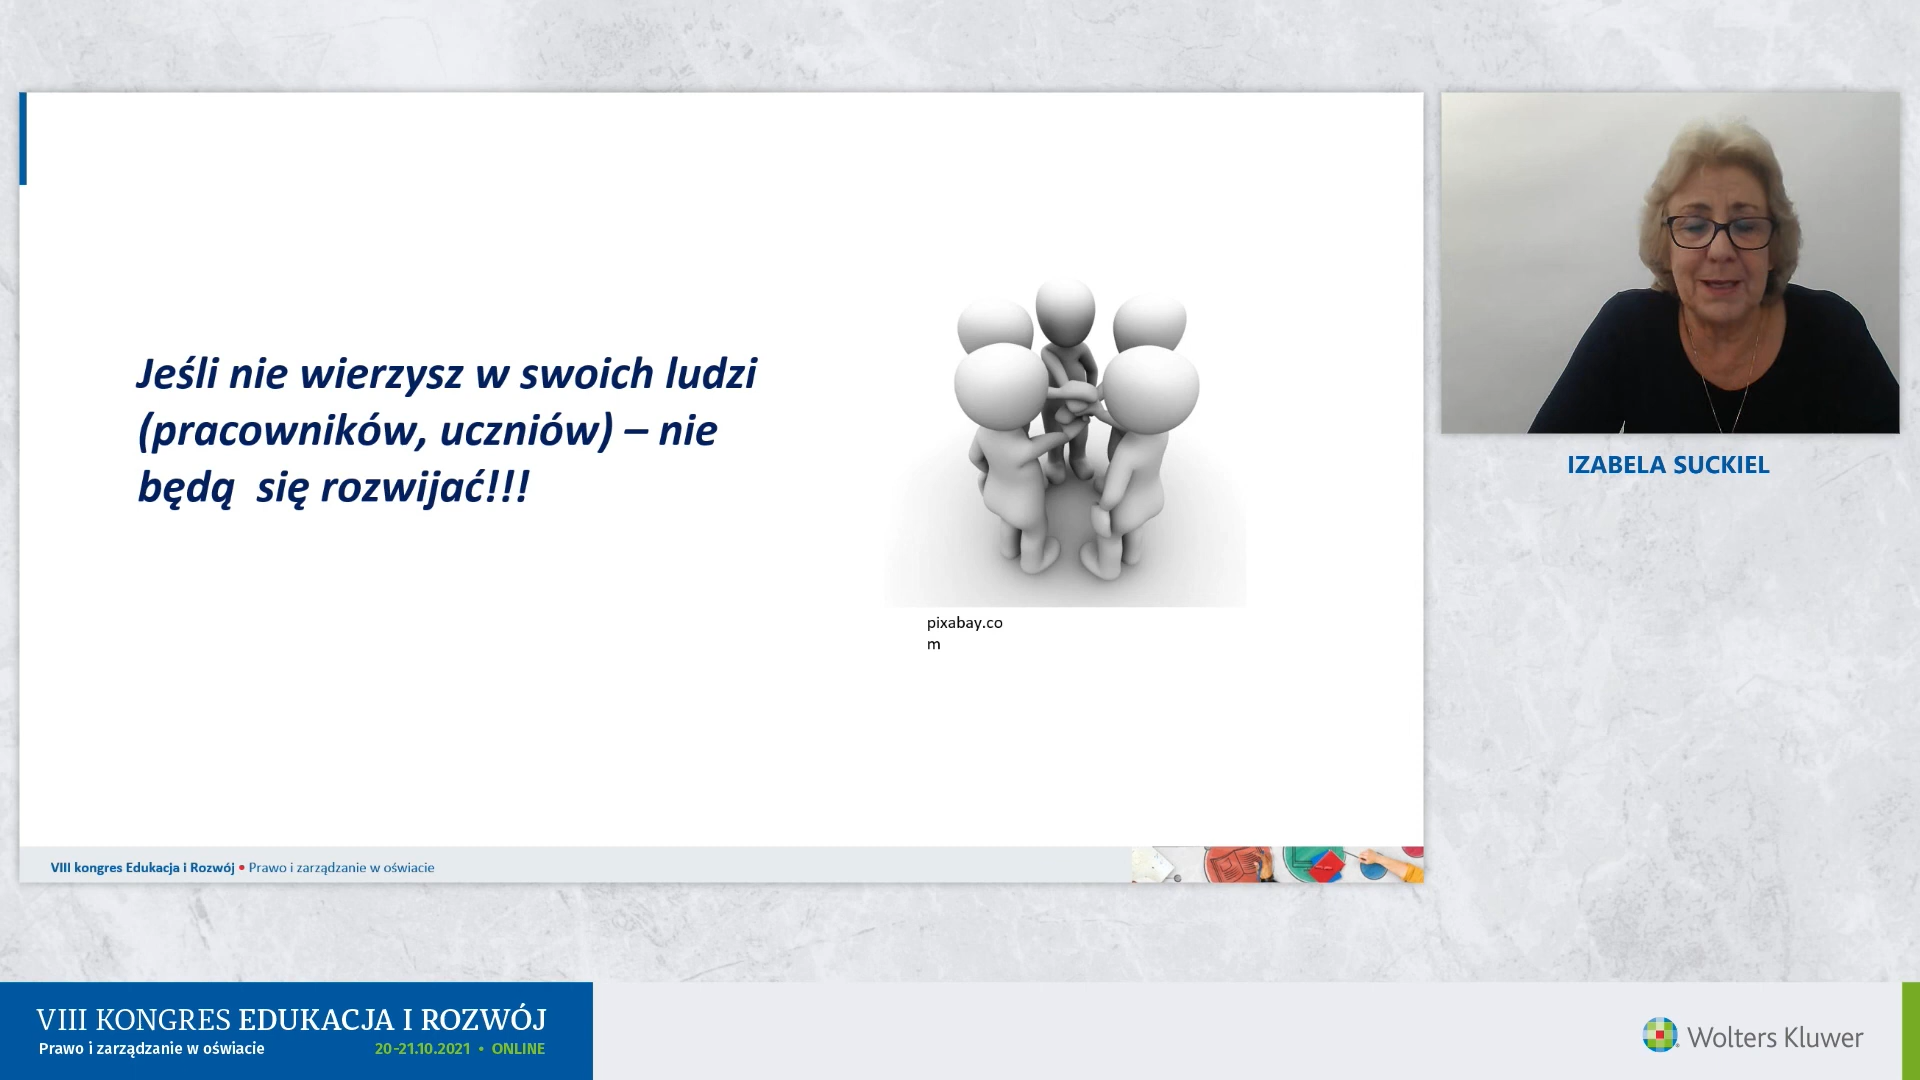 Jeśli nie wierzysz w swoich ludzi
(pracowników, uczniów) – nie
będą  się rozwijać!!!
pixabay.co
m
IZABELA SUCKIEL
VIII kongres Edukacja i Rozwój • Prawo i zarządzanie w oświacie
VIII KONGRES EDUKACJA I ROZWÓJ
Prawo i zarządzanie w oświacie 20-21.10.2021 • ONLINE
Wolters Kluwer